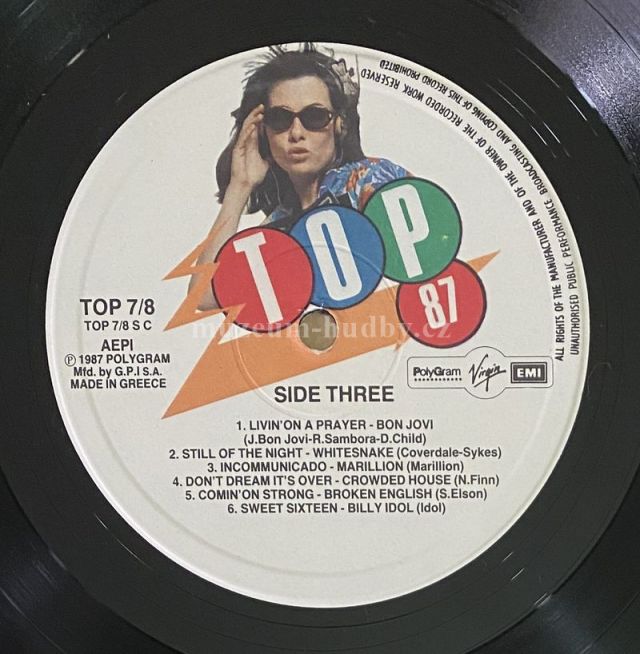 ALL RIGHTS OF THE MANUFACTURER AND OF THE OWNER OF THE RECORDED WORK RESERVED
UNAUTHORISED PUBLIC PERFORMANCE BROADCASTING AND COPYING OF THIS RECORD PROHIBITED
TOP
87
TOP 7/8
TOP 7/8 S C
AEPI
℗ 1987 POLYGRAM
Mfd. by G.P.I S.A.
MADE IN GREECE
muzeum-hudby.cz
PolyGram Virgin EMI
SIDE THREE
1. LIVIN'ON A PRAYER - BON JOVI
(J.Bon Jovi-R.Sambora-D.Child)
2. STILL OF THE NIGHT - WHITESNAKE (Coverdale-Sykes)
3. INCOMMUNICADO - MARILLION (Marillion)
4. DON'T DREAM IT'S OVER - CROWDED HOUSE (N.Finn)
5. COMIN'ON STRONG - BROKEN ENGLISH (S.Elson)
6. SWEET SIXTEEN - BILLY IDOL (Idol)